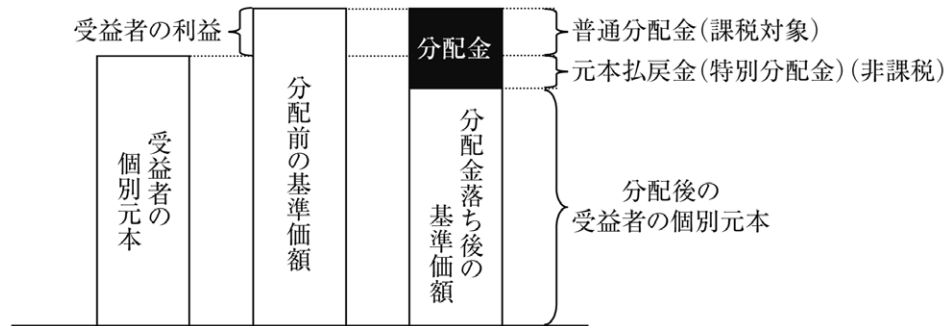 受益者の利益
受益者の
個別元本
分配前の基準価額
分配金
分配金落ち後の
基準価額
普通分配金(課税対象)
元本払戻金(特別分配金)(非課税)
分配後の
受益者の個別元本